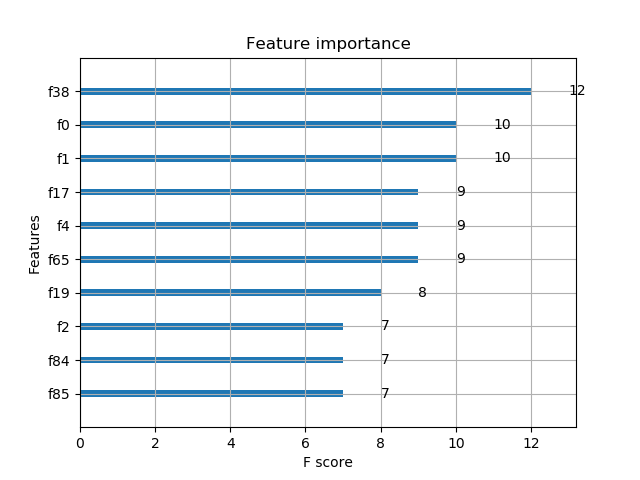 Feature importance
f38 12
f0 10
f1 10
f17 9
f4 9
f65 9
f19 8
f2 7
f84 7
f85 7
Features
0 2 4 6 8 10 12
F score